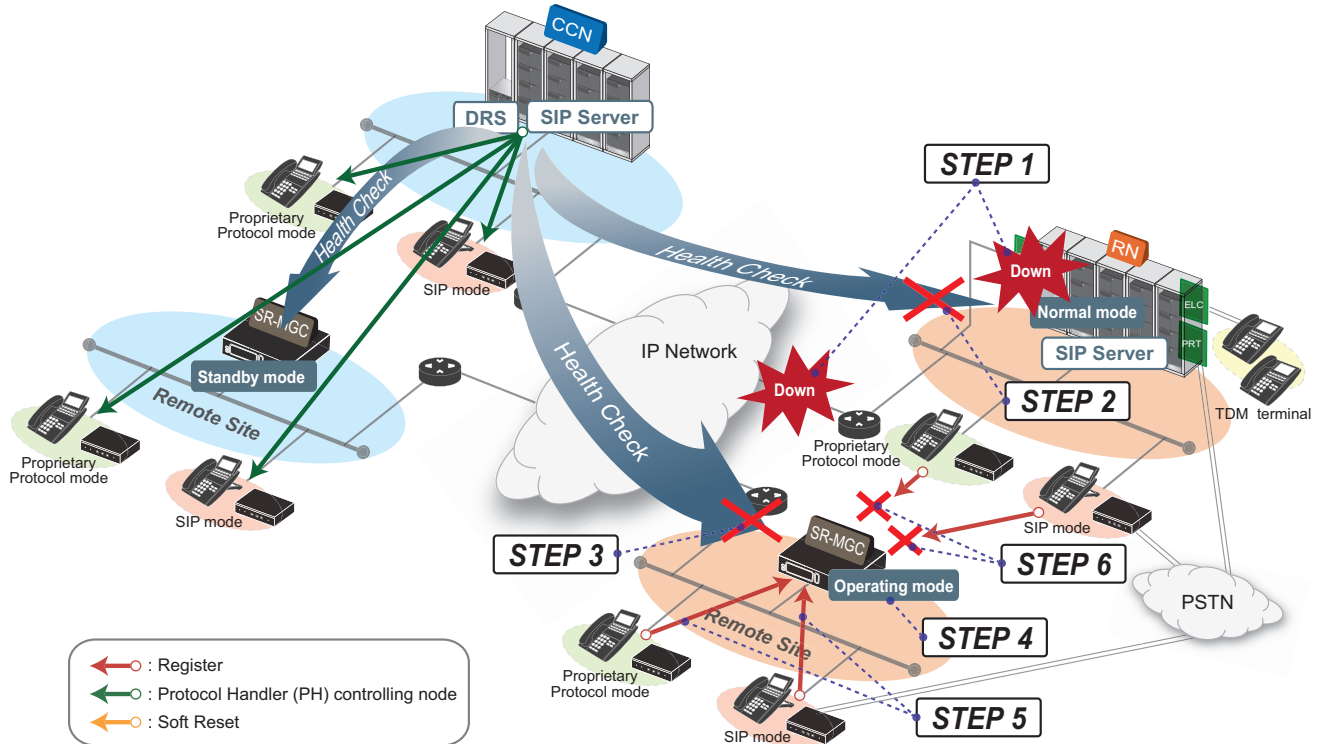 CCN
DRS
SIP Server
STEP 1
Proprietary
Protocol mode
Health Check
SIP mode
Health Check
Down
RN
ELC
PRT
Normal mode
SIP Server
TDM terminal
SR-MGC
Standby mode
Remote Site
IP Network
Health Check
Down
STEP 2
Proprietary
Protocol mode
Proprietary
Protocol mode
SIP mode
SIP mode
STEP 3
SR-MGC
Operating mode
STEP 6
PSTN
Remote Site
STEP 4
Proprietary
Protocol mode
SIP mode
STEP 5
: Register
: Protocol Handler (PH) controlling node
: Soft Reset